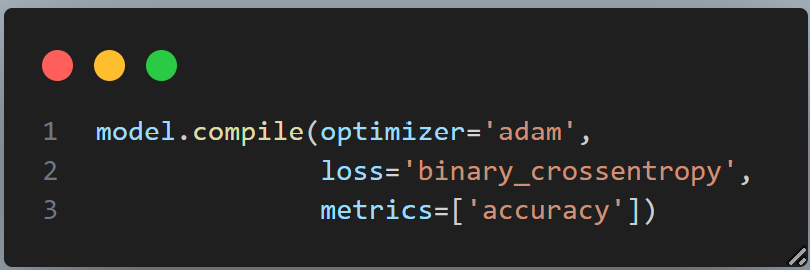 1 model.compile(optimizer='adam',
2 loss='binary_crossentropy',
3 metrics=['accuracy'])